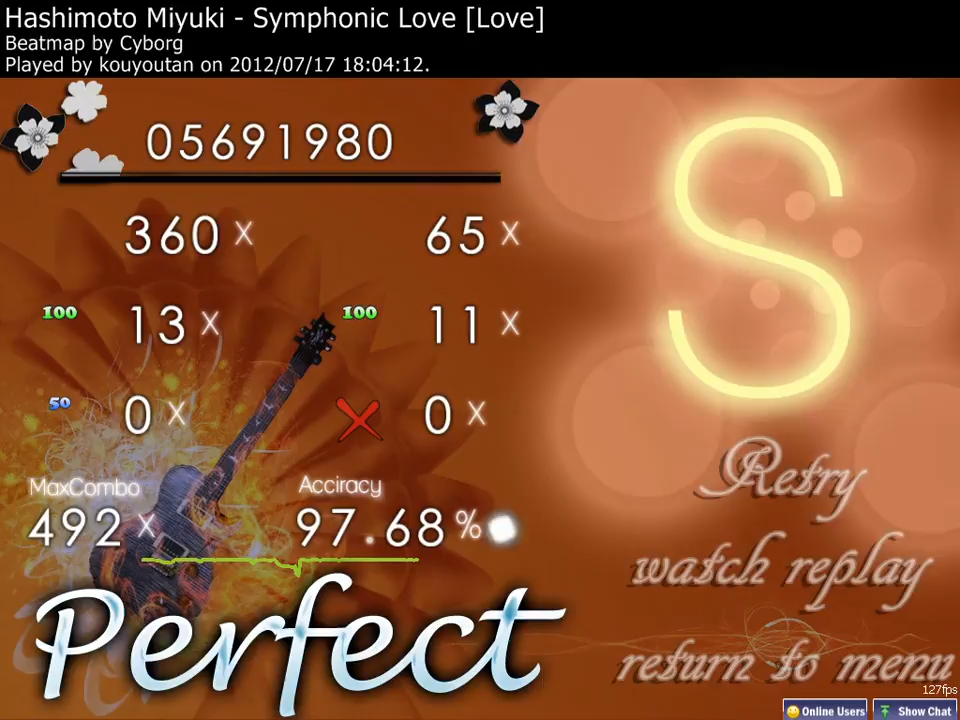 Hashimoto Miyuki - Symphonic Love [Love]
Beatmap by Cyborg
Played by kouyoutan on 2012/07/17 18:04:12.
05691980
360 x 65 x
100 13 x 100 11 x
50 0 x 0 x
MaxCombo Acciracy
492 x 97.68 %
Perfect
S
Retry
watch replay
return to menu
127fps
Online Users Show Chat